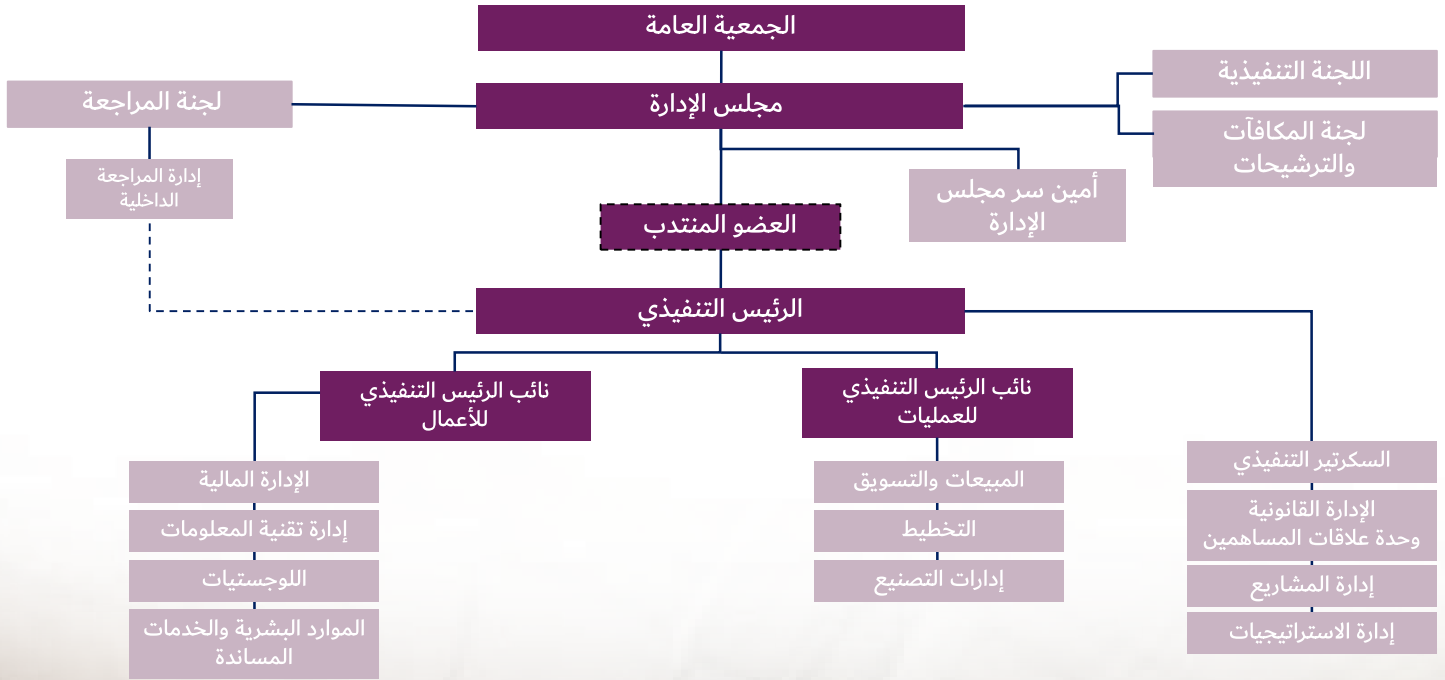 الجمعية العامة
مجلس الإدارة
اللجنة التنفيذية
لجنة المكافآت
والترشيحات
لجنة المراجعة
إدارة المراجعة
الداخلية
أمين سر مجلس
الإدارة
العضو المنتدب
الرئيس التنفيذي
نائب الرئيس التنفيذي
للعمليات
نائب الرئيس التنفيذي
للأعمال
السكرتير التنفيذي
الإدارة القانونية
وحدة علاقات المساهمين
إدارة المشاريع
إدارة الاستراتيجيات
المبيعات والتسويق
التخطيط
إدارات التصنيع
الإدارة المالية
إدارة تقنية المعلومات
اللوجستيات
الموارد البشرية والخدمات
المساندة